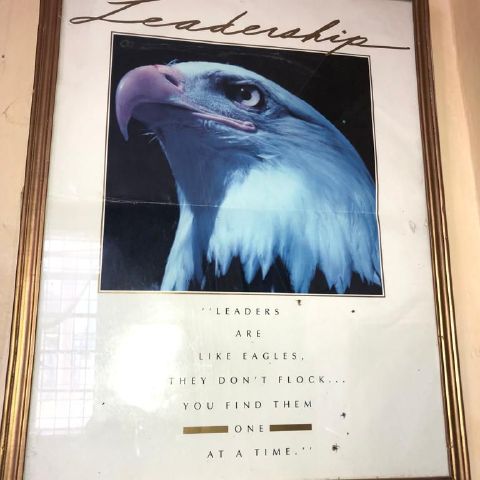 Leadership
''LEADERS
ARE
LIKE EAGLES,
THEY DON'T FLOCK...
YOU FIND THEM
ONE
AT A TIME.''